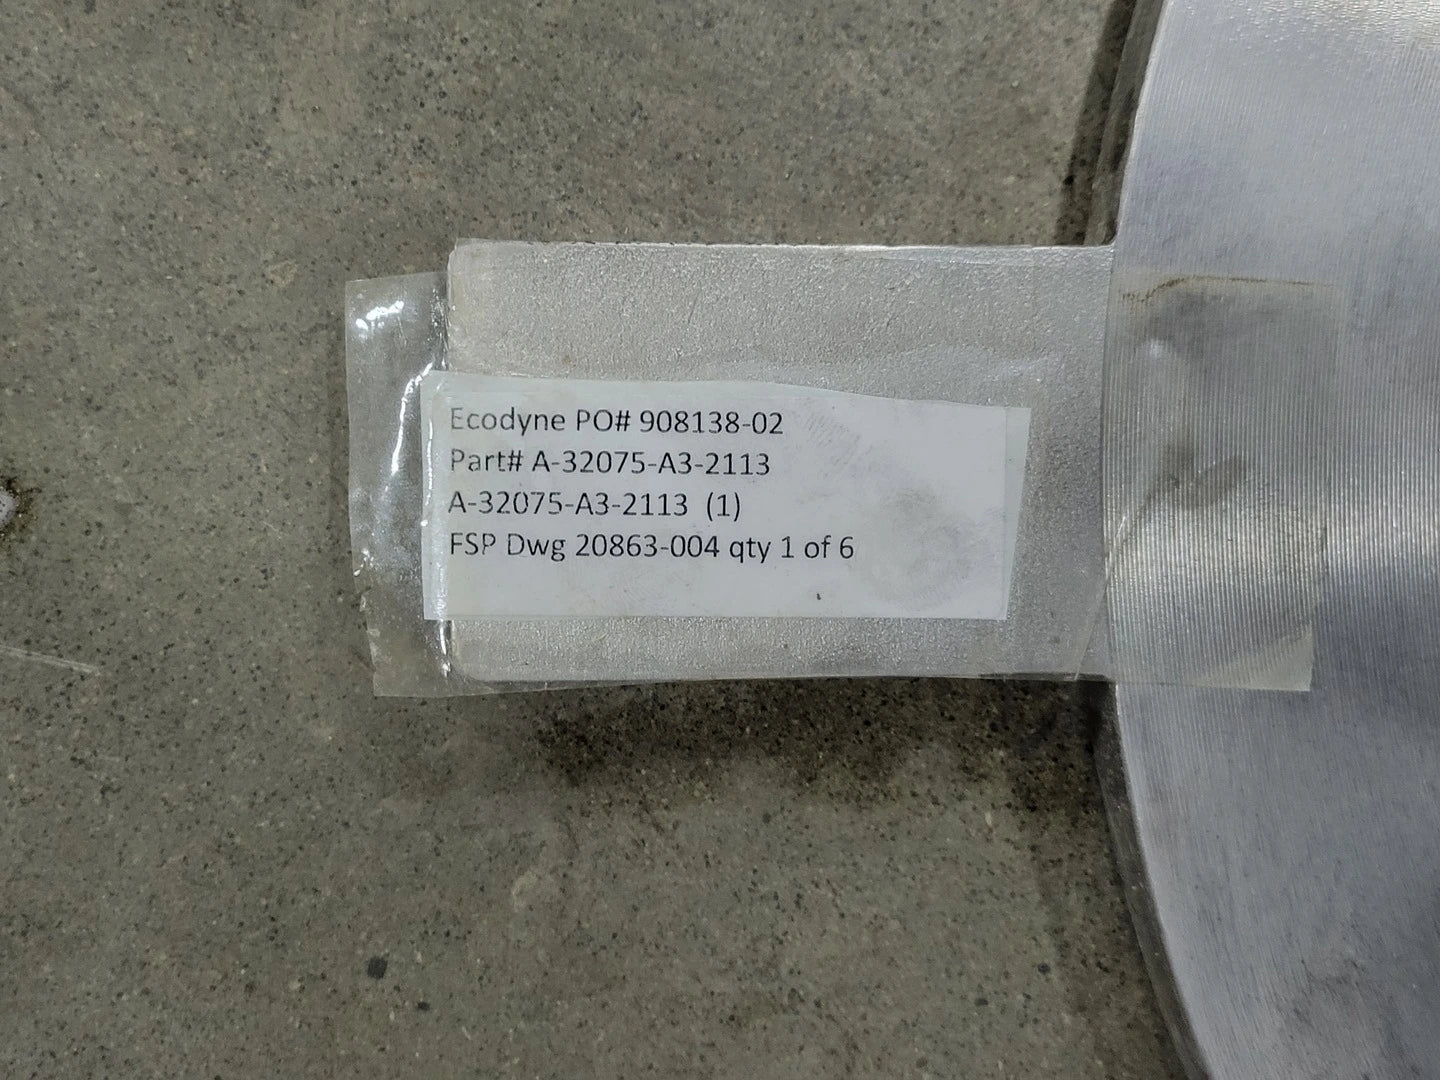 Ecodyne PO# 908138-02
Part# A-32075-A3-2113
A-32075-A3-2113 (1)
FSP Dwg 20863-004 qty 1 of 6